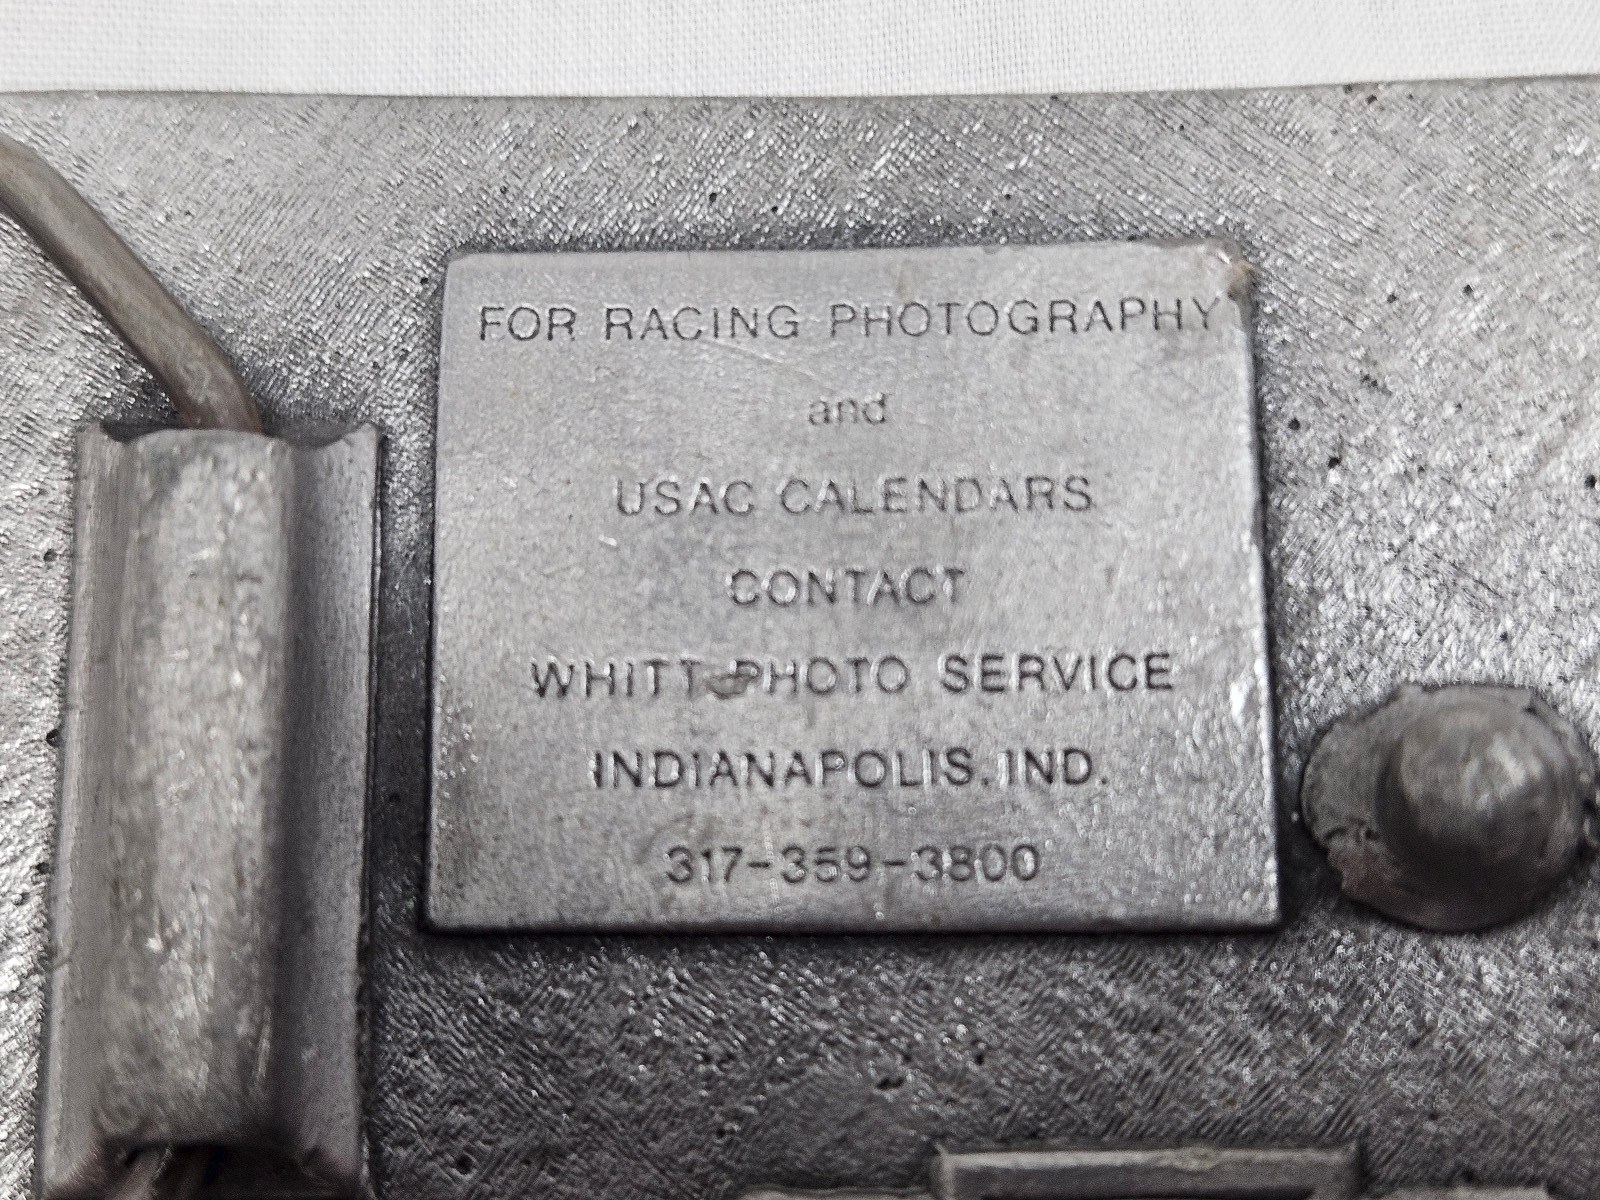 FOR RACING PHOTOGRAPHY
and
USAC CALENDARS
CONTACT
WHITT PHOTO SERVICE
INDIANAPOLIS, IND.
317-359-3800